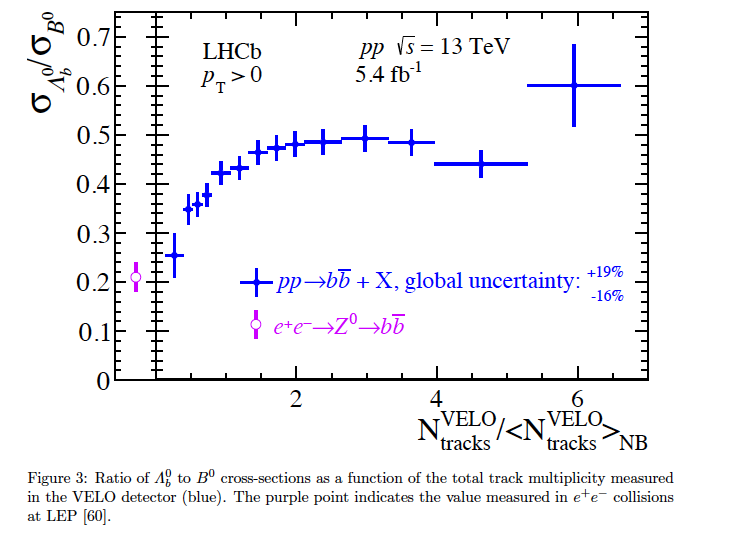 σ_{Λ_b^0}/σ_{B^0}
0.7
0.6
0.5
0.4
0.3
0.2
0.1
0
LHCb
p_T > 0
pp √s = 13 TeV
5.4 fb^{-1}
pp→bb̅ + X, global uncertainty: +19% -16%
e⁺e⁻→Z⁰→bb̅
2 4 6
N^{VELO}_{tracks}/<N^{VELO}_{tracks}>_{NB}
Figure 3: Ratio of Λ_b^0 to B^0 cross-sections as a function of the total track multiplicity measured
in the VELO detector (blue). The purple point indicates the value measured in e⁺e⁻ collisions
at LEP [60].